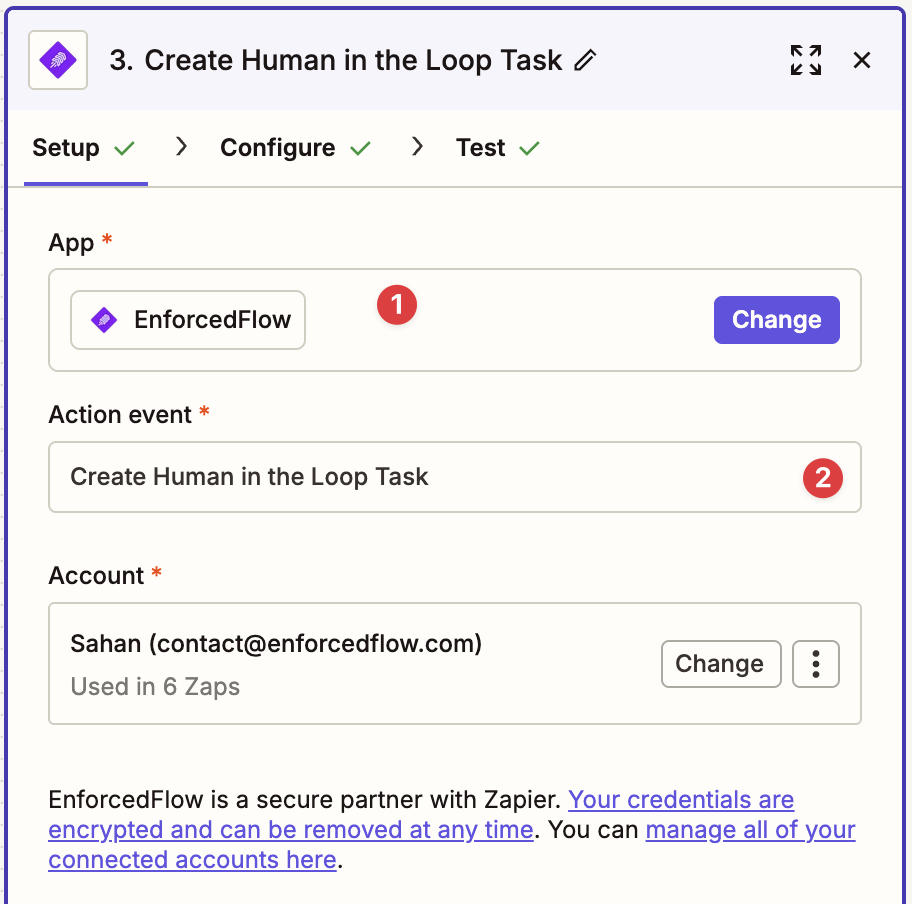 3. Create Human in the Loop Task
Setup Configure Test
App *
EnforcedFlow 1 Change
Action event *
Create Human in the Loop Task 2
Account *
Sahan (contact@enforcedflow.com)
Used in 6 Zaps
Change
EnforcedFlow is a secure partner with Zapier. Your credentials are
encrypted and can be removed at any time. You can manage all of your
connected accounts here.